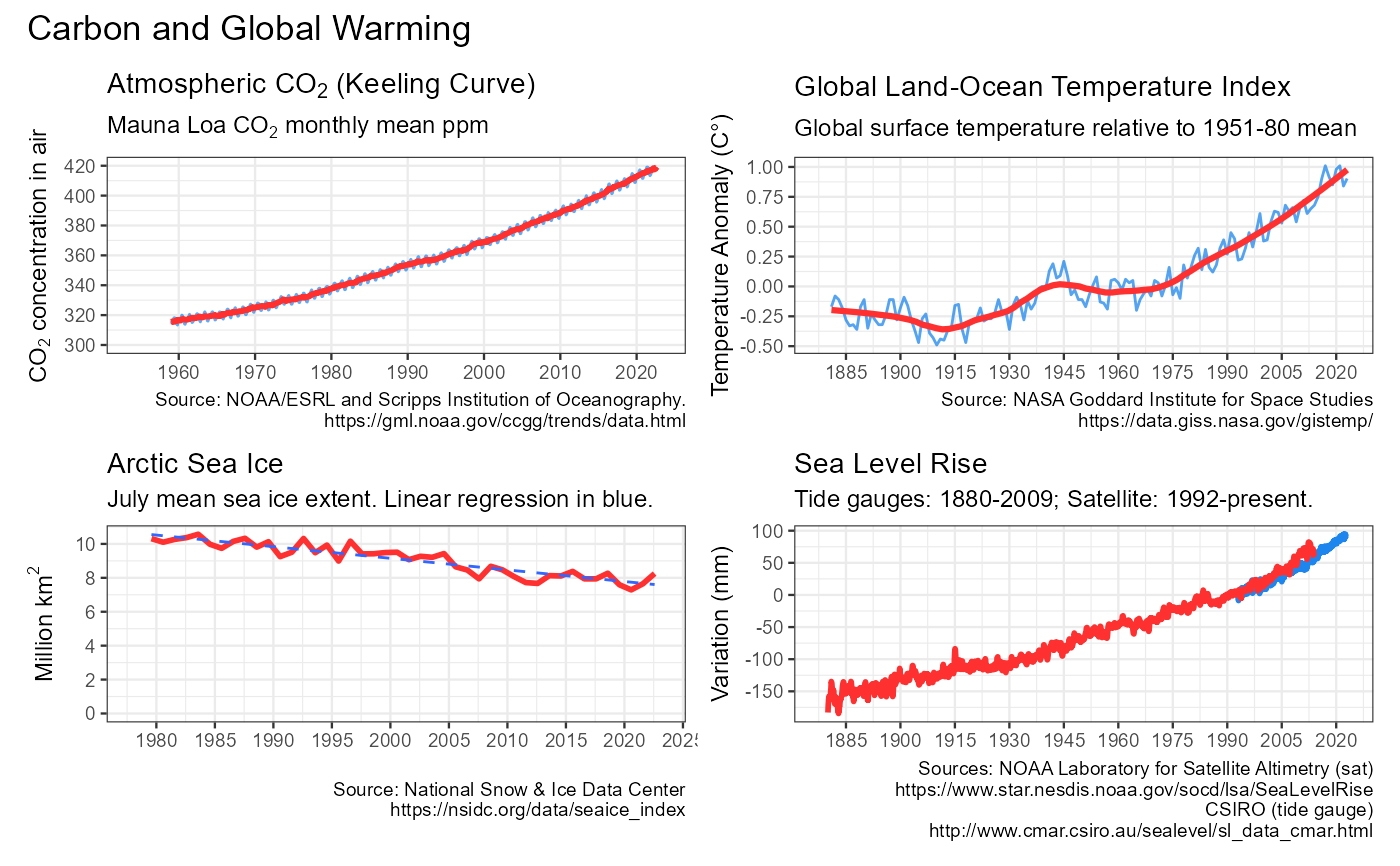 Carbon and Global Warming
Atmospheric CO₂ (Keeling Curve)
Mauna Loa CO₂ monthly mean ppm
CO₂ concentration in air
420
400
380
360
340
320
300
1960 1970 1980 1990 2000 2010 2020
Source: NOAA/ESRL and Scripps Institution of Oceanography.
https://gml.noaa.gov/ccgg/trends/data.html
Global Land-Ocean Temperature Index
Global surface temperature relative to 1951-80 mean
Temperature Anomaly (C°)
1.00
0.75
0.50
0.25
0.00
-0.25
-0.50
1885 1900 1915 1930 1945 1960 1975 1990 2005 2020
Source: NASA Goddard Institute for Space Studies
https://data.giss.nasa.gov/gistemp/
Arctic Sea Ice
July mean sea ice extent. Linear regression in blue.
Million km²
10
8
6
4
2
0
1980 1985 1990 1995 2000 2005 2010 2015 2020
Source: National Snow & Ice Data Center
https://nsidc.org/data/seaice_index
Sea Level Rise
Tide gauges: 1880-2009; Satellite: 1992-present.
Variation (mm)
100
50
0
-50
-100
-150
1885 1900 1915 1930 1945 1960 1975 1990 2005 2020
Sources: NOAA Laboratory for Satellite Altimetry (sat)
https://www.star.nesdis.noaa.gov/socd/lsa/SeaLevelRise
CSIRO (tide gauge)
http://www.cmar.csiro.au/sealevel/sl_data_cmar.html